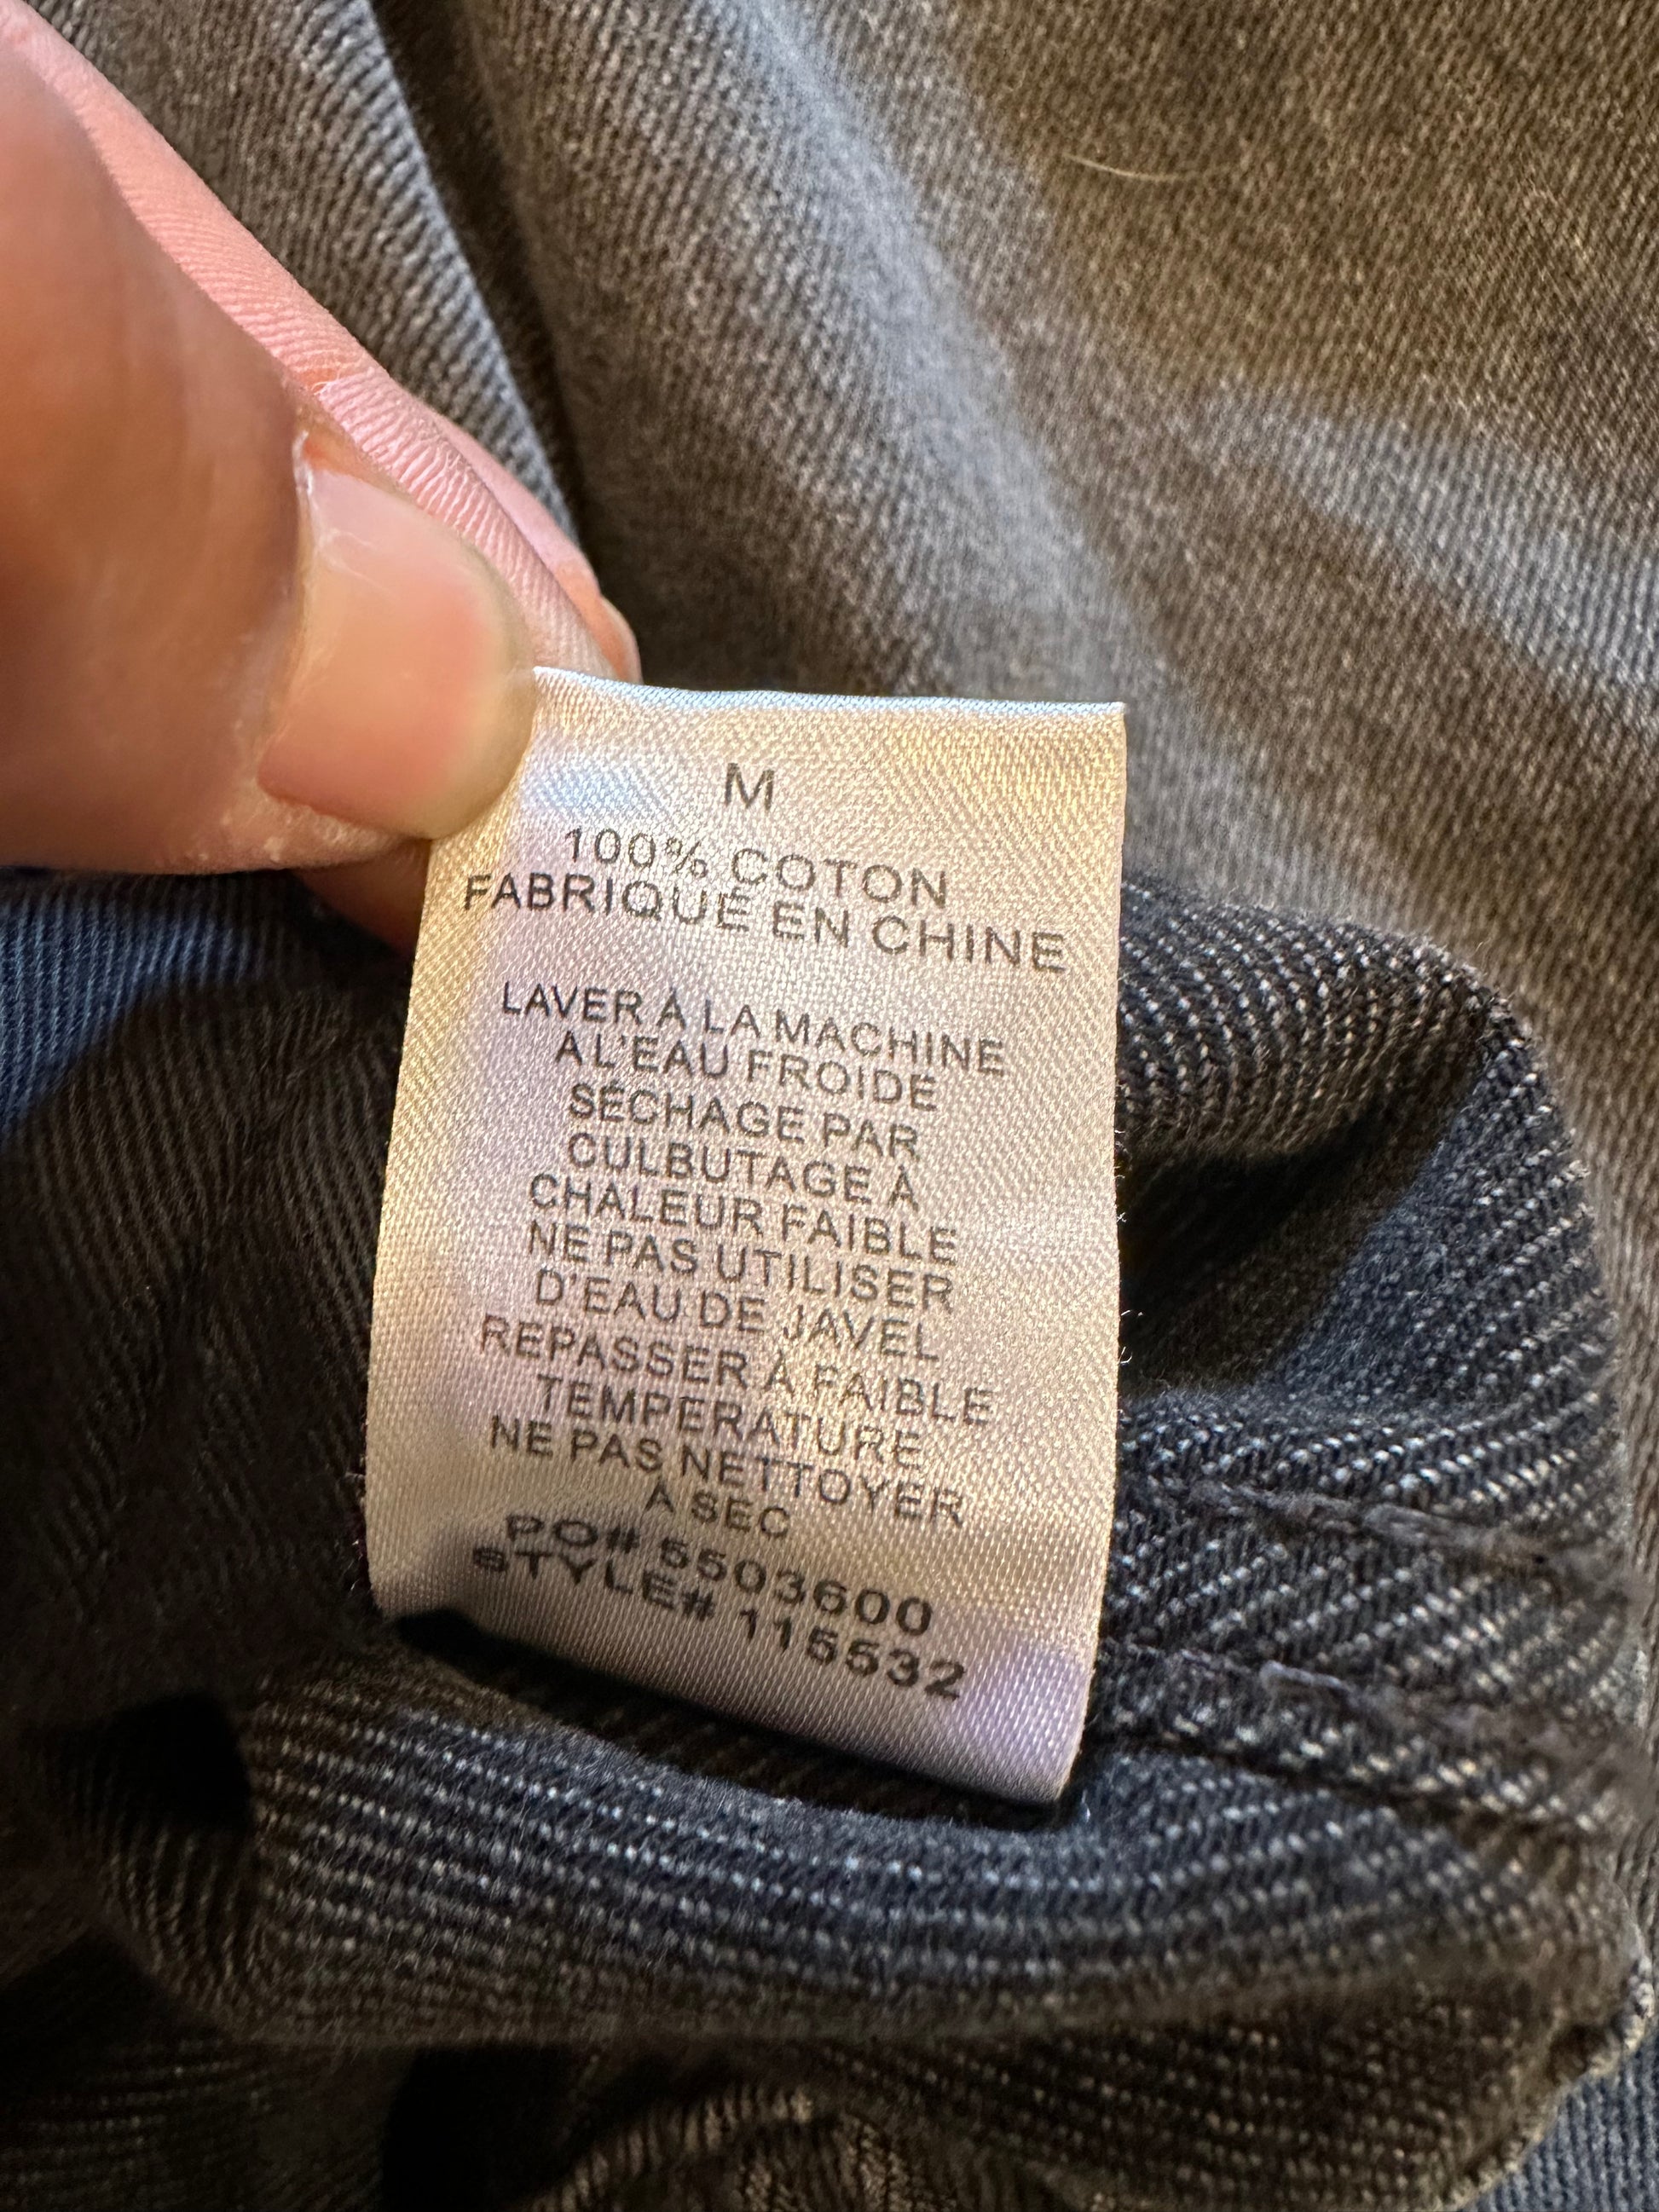 M
100% COTON
FABRIQUÉ EN CHINE
LAVER À LA MACHINE
A L'EAU FROIDE
SÉCHAGE PAR
CULBUTAGE À
CHALEUR FAIBLE
NE PAS UTILISER
D'EAU DE JAVEL
REPASSER À FAIBLE
TEMPERATURE
NE PAS NETTOYER
À SEC
PO# 5503600
STYLE# 115532